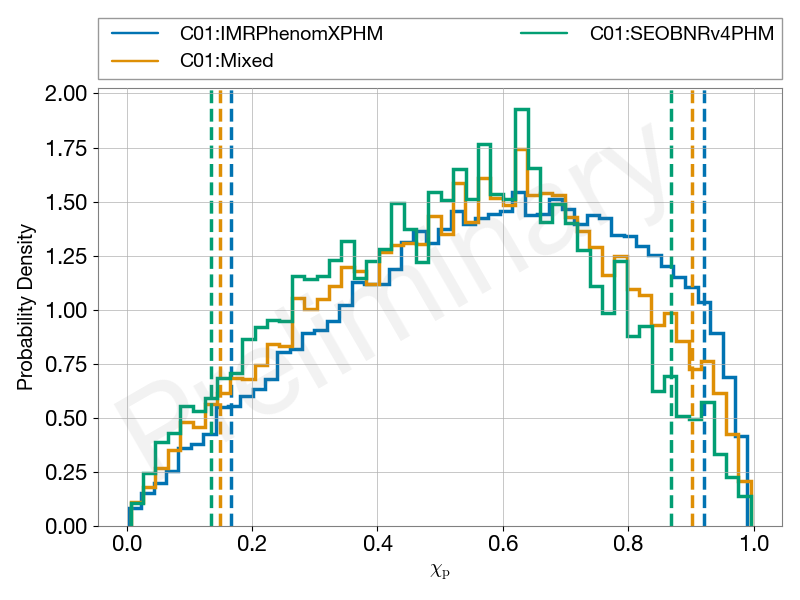 C01:IMRPhenomXPHM
C01:Mixed
C01:SEOBNRv4PHM
Preliminary
Probability Density
2.00
1.75
1.50
1.25
1.00
0.75
0.50
0.25
0.00
0.0 0.2 0.4 0.6 0.8 1.0
χp